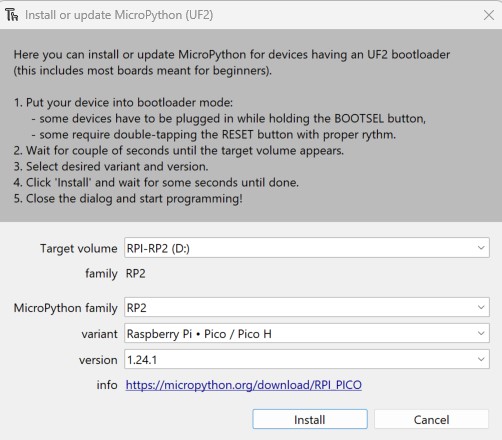 Install or update MicroPython (UF2)
Here you can install or update MicroPython for devices having an UF2 bootloader
(this includes most boards meant for beginners).
1. Put your device into bootloader mode:
- some devices have to be plugged in while holding the BOOTSEL button,
- some require double-tapping the RESET button with proper rythm.
2. Wait for couple of seconds until the target volume appears.
3. Select desired variant and version.
4. Click 'Install' and wait for some seconds until done.
5. Close the dialog and start programming!
Target volume RPI-RP2 (D:)
family RP2
MicroPython family RP2
variant Raspberry Pi • Pico / Pico H
version 1.24.1
info https://micropython.org/download/RPI_PICO
Install Cancel